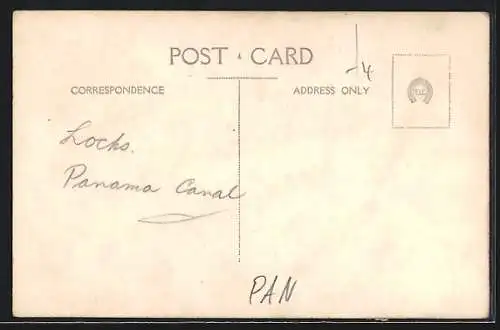 POST CARD
-/4
CORRESPONDENCE
ADDRESS ONLY
Locks.
Panama Canal
PAN